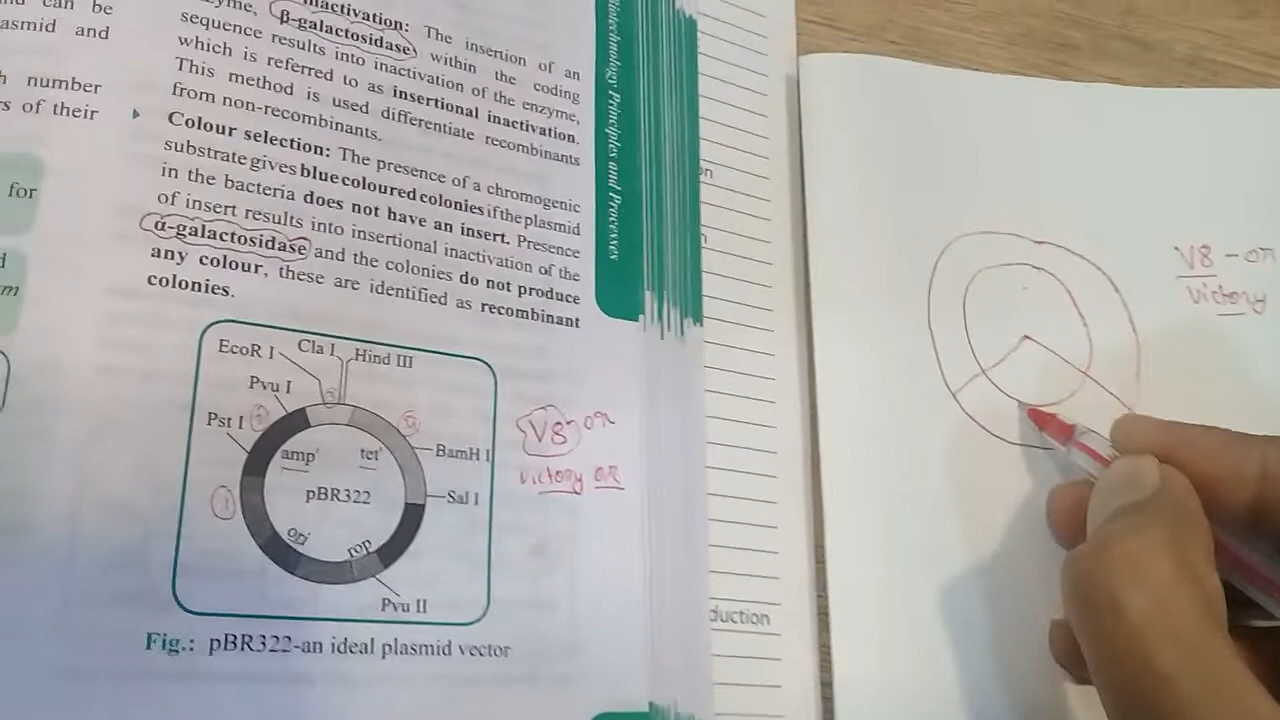 can be
asmid and
number
rs of their
for
m
inactivation: The insertion of an
β-galactosidase within the coding
sequence results into inactivation of the enzyme,
which is referred to as insertional inactivation.
This method is used differentiate recombinants
from non-recombinants.
Colour selection: The presence of a chromogenic
substrate gives blue coloured colonies if the plasmid
in the bacteria does not have an insert. Presence
of insert results into insertional inactivation of the
α-galactosidase and the colonies do not produce
any colour, these are identified as recombinant
colonies.
EcoR I
Cla I
Hind III
Pvu I
Pst I
BamH I
Sal I
Pvu II
ampʳ
tetʳ
pBR322
ori
rop
Fig.: pBR322-an ideal plasmid vector
V8 on
victory OR
Biotechnology Principles and Processes
duction
V8 - on
Victory